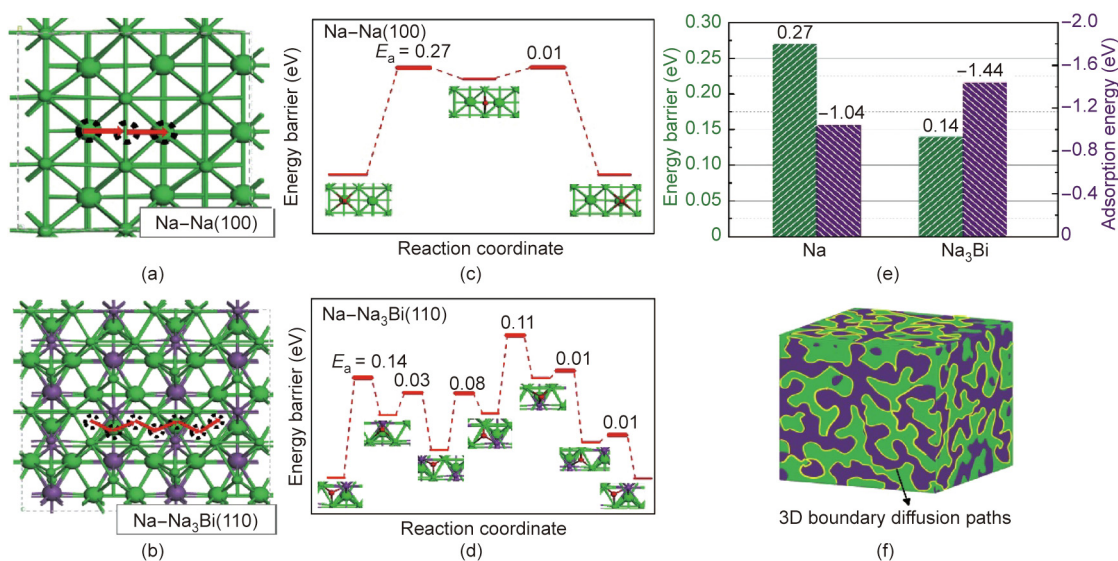 Na–Na(100)
(a)
Na–Na(100)
Eₐ = 0.27
0.01
Energy barrier (eV)
Reaction coordinate
(c)
0.30
0.25
0.20
0.15
0.10
0.05
0
Energy barrier (eV)
0.27
–1.04
0.14
–1.44
–2.0
–1.6
–1.2
–0.8
–0.4
0
Adsorption energy (eV)
Na
Na₃Bi
(e)
Na–Na₃Bi(110)
(b)
Na–Na₃Bi(110)
Eₐ = 0.14
0.03
0.08
0.11
0.01
0.01
Energy barrier (eV)
Reaction coordinate
(d)
3D boundary diffusion paths
(f)